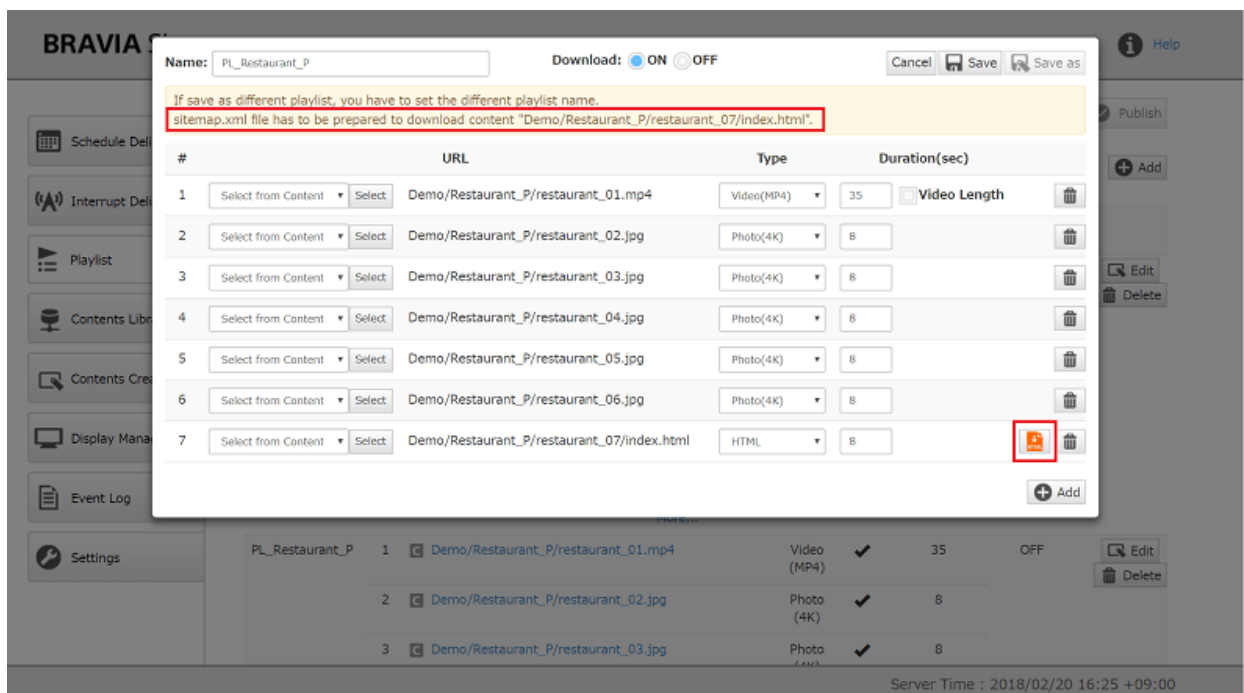 BRAVIA
Help
Name: PL_Restaurant_P Download: ON OFF Cancel Save Save as
If save as different playlist, you have to set the different playlist name.
sitemap.xml file has to be prepared to download content "Demo/Restaurant_P/restaurant_07/index.html".
Publish
Add
Schedule Deli
Interrupt Deli
Playlist
Contents Libr
Contents Crea
Display Mana
Event Log
Settings
# URL Type Duration(sec)
1 Select from Content Select Demo/Restaurant_P/restaurant_01.mp4 Video(MP4) 35 Video Length
2 Select from Content Select Demo/Restaurant_P/restaurant_02.jpg Photo(4K) 8
3 Select from Content Select Demo/Restaurant_P/restaurant_03.jpg Photo(4K) 8
4 Select from Content Select Demo/Restaurant_P/restaurant_04.jpg Photo(4K) 8
5 Select from Content Select Demo/Restaurant_P/restaurant_05.jpg Photo(4K) 8
6 Select from Content Select Demo/Restaurant_P/restaurant_06.jpg Photo(4K) 8
7 Select from Content Select Demo/Restaurant_P/restaurant_07/index.html HTML 8
Add
Edit
Delete
More...
PL_Restaurant_P 1 C Demo/Restaurant_P/restaurant_01.mp4 Video 35 OFF Edit
(MP4) Delete
2 C Demo/Restaurant_P/restaurant_02.jpg Photo 8
(4K)
3 C Demo/Restaurant_P/restaurant_03.jpg Photo 8
(4K)
Server Time : 2018/02/20 16:25 +09:00